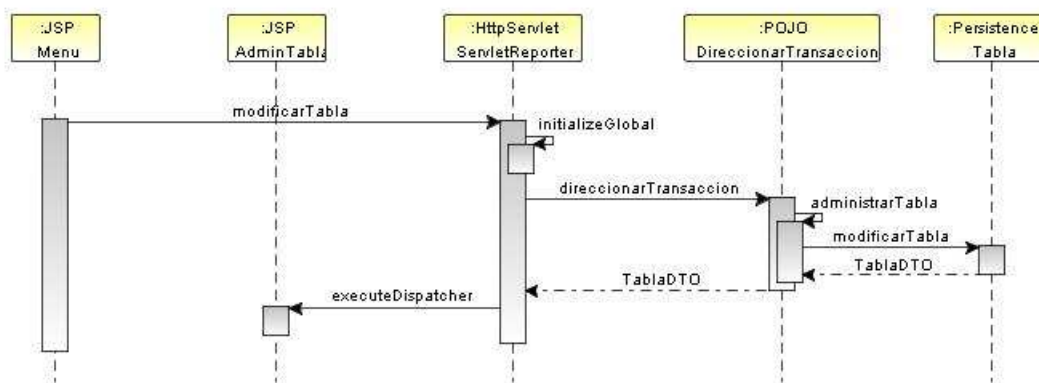 :JSP
Menu
:JSP
AdminTabla
:HttpServlet
ServletReporter
:POJO
DireccionarTransaccion
:Persistence
Tabla
modificarTabla
initializeGlobal
direccionarTransaccion
administrarTabla
modificarTabla
TablaDTO
TablaDTO
executeDispatcher